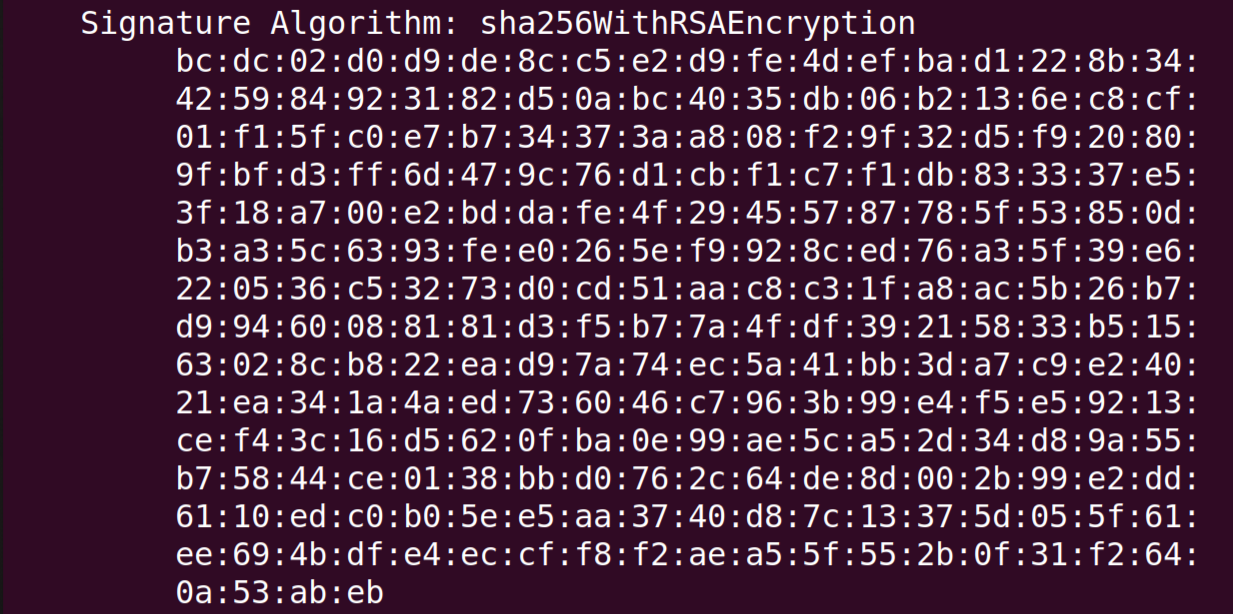 Signature Algorithm: sha256WithRSAEncryption
bc:dc:02:d0:d9:de:8c:c5:e2:d9:fe:4d:ef:ba:d1:22:8b:34:
42:59:84:92:31:82:d5:0a:bc:40:35:db:06:b2:13:6e:c8:cf:
01:f1:5f:c0:e7:b7:34:37:3a:a8:08:f2:9f:32:d5:f9:20:80:
9f:bf:d3:ff:6d:47:9c:76:d1:cb:f1:c7:f1:db:83:33:37:e5:
3f:18:a7:00:e2:bd:da:fe:4f:29:45:57:87:78:5f:53:85:0d:
b3:a3:5c:63:93:fe:e0:26:5e:f9:92:8c:ed:76:a3:5f:39:e6:
22:05:36:c5:32:73:d0:cd:51:aa:c8:c3:1f:a8:ac:5b:26:b7:
d9:94:60:08:81:81:d3:f5:b7:7a:4f:df:39:21:58:33:b5:15:
63:02:8c:b8:22:ea:d9:7a:74:ec:5a:41:bb:3d:a7:c9:e2:40:
21:ea:34:1a:4a:ed:73:60:46:c7:96:3b:99:e4:f5:e5:92:13:
ce:f4:3c:16:d5:62:0f:ba:0e:99:ae:5c:a5:2d:34:d8:9a:55:
b7:58:44:ce:01:38:bb:d0:76:2c:64:de:8d:00:2b:99:e2:dd:
61:10:ed:c0:b0:5e:e5:aa:37:40:d8:7c:13:37:5d:05:5f:61:
ee:69:4b:df:e4:ec:cf:f8:f2:ae:a5:5f:55:2b:0f:31:f2:64:
0a:53:ab:eb